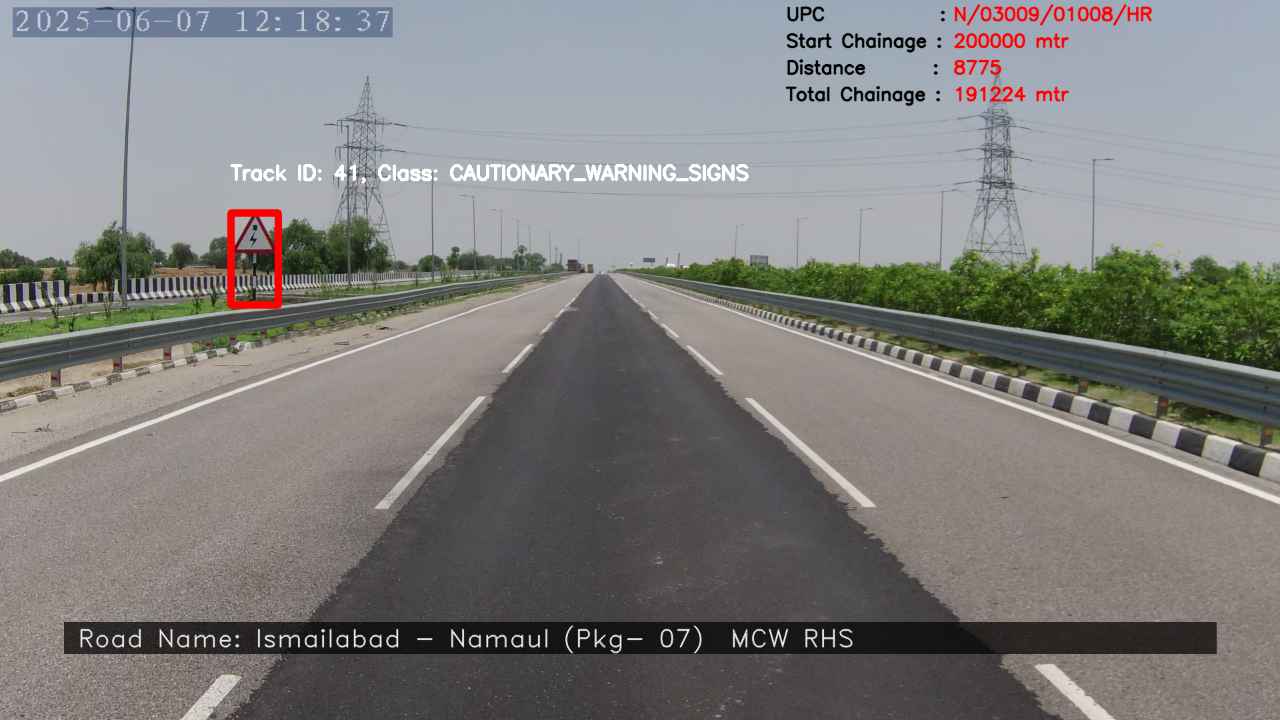 2025-06-07 12:18:37
UPC : N/03009/01008/HR
Start Chainage : 200000 mtr
Distance : 8775
Total Chainage : 191224 mtr
Track ID: 41, Class: CAUTIONARY_WARNING_SIGNS
Road Name: Ismailabad - Namaul (Pkg- 07) MCW RHS